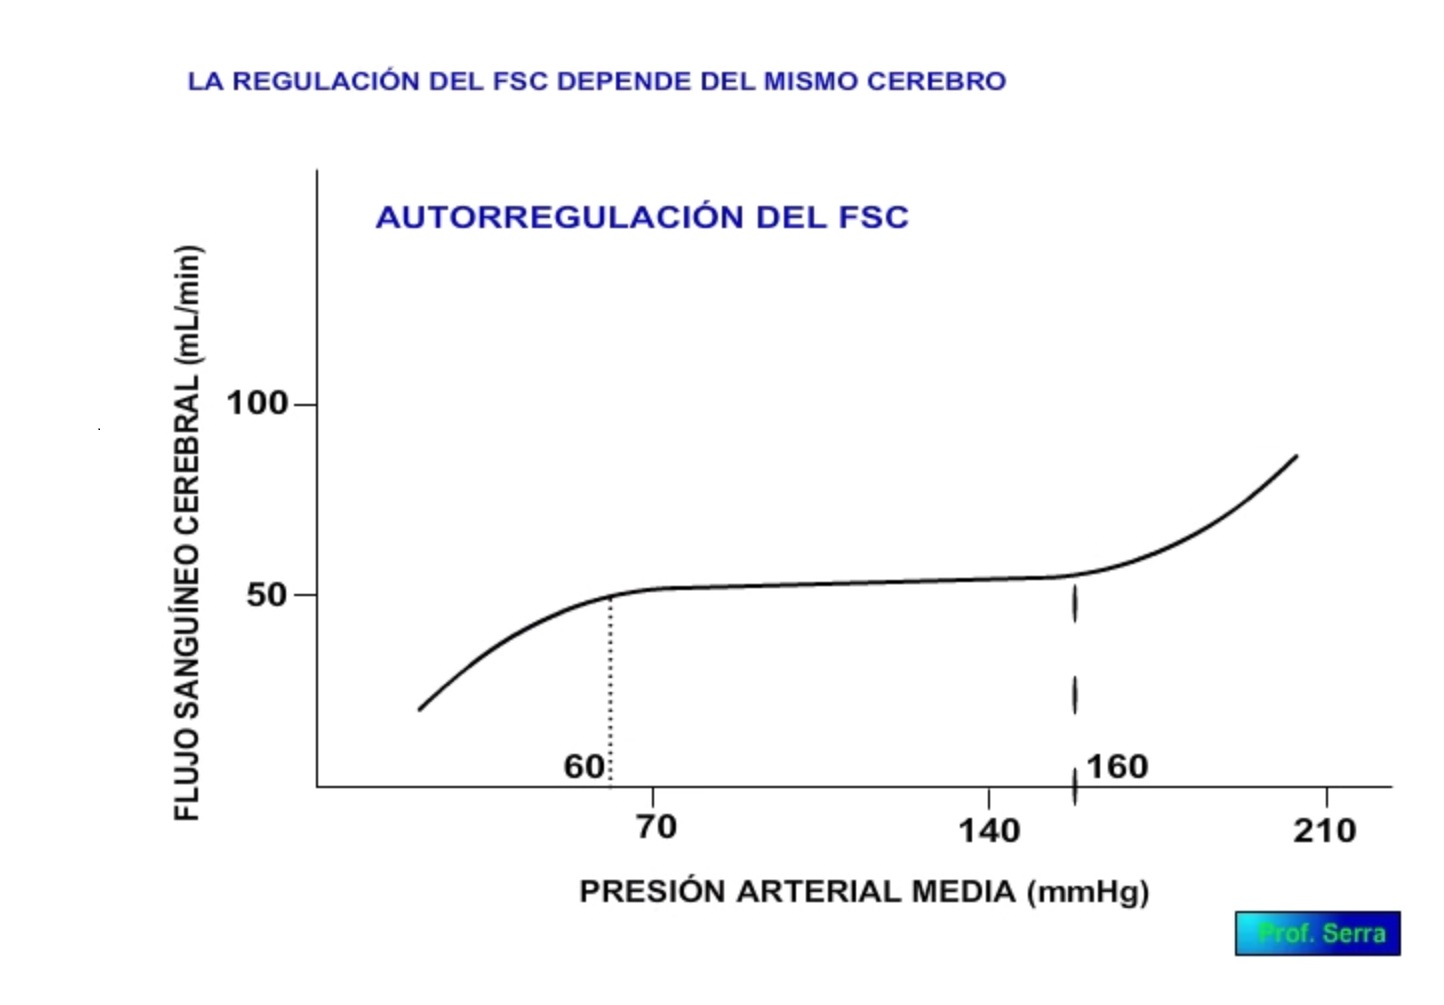 LA REGULACIÓN DEL FSC DEPENDE DEL MISMO CEREBRO
AUTORREGULACIÓN DEL FSC
FLUJO SANGUÍNEO CEREBRAL (mL/min)
100
50
60
160
70
140
210
PRESIÓN ARTERIAL MEDIA (mmHg)
Prof. Serra